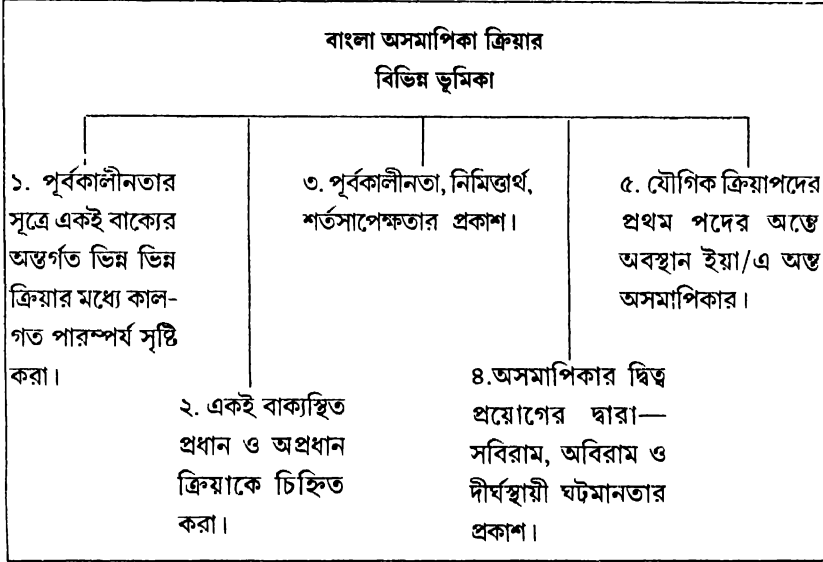 বাংলা অসমাপিকা ক্রিয়ার
বিভিন্ন ভূমিকা
১. পূর্বকালীনতার
সূত্রে একই বাক্যের
অন্তর্গত ভিন্ন ভিন্ন
ক্রিয়ার মধ্যে কাল-
গত পারম্পর্য সৃষ্টি
করা।
২. একই বাক্যস্থিত
প্রধান ও অপ্রধান
ক্রিয়াকে চিহ্নিত
করা।
৩. পূর্বকালীনতা, নিমিত্তার্থ,
শর্তসাপেক্ষতার প্রকাশ।
৪.অসমাপিকার দ্বিত্ব
প্রয়োগের দ্বারা—
সবিরাম, অবিরাম ও
দীর্ঘস্থায়ী ঘটমানতার
প্রকাশ।
৫. যৌগিক ক্রিয়াপদের
প্রথম পদের অন্তে
অবস্থান ইয়া/এ অন্ত
অসমাপিকার।